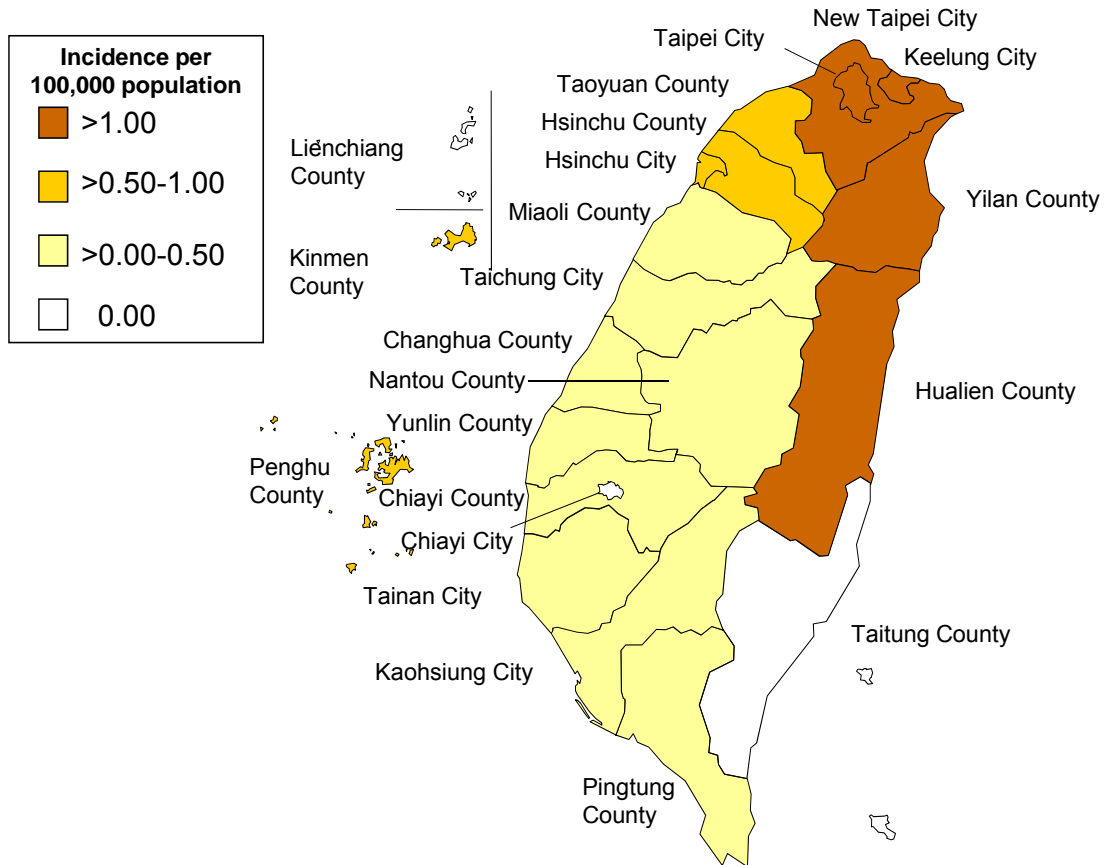 Incidence per
100,000 population
>1.00
>0.50-1.00
>0.00-0.50
0.00
New Taipei City
Taipei City
Keelung City
Taoyuan County
Hsinchu County
Hsinchu City
Lienchiang
County
Yilan County
Miaoli County
Kinmen
County
Taichung City
Changhua County
Nantou County
Hualien County
Yunlin County
Penghu
County
Chiayi County
Chiayi City
Tainan City
Taitung County
Kaohsiung City
Pingtung
County